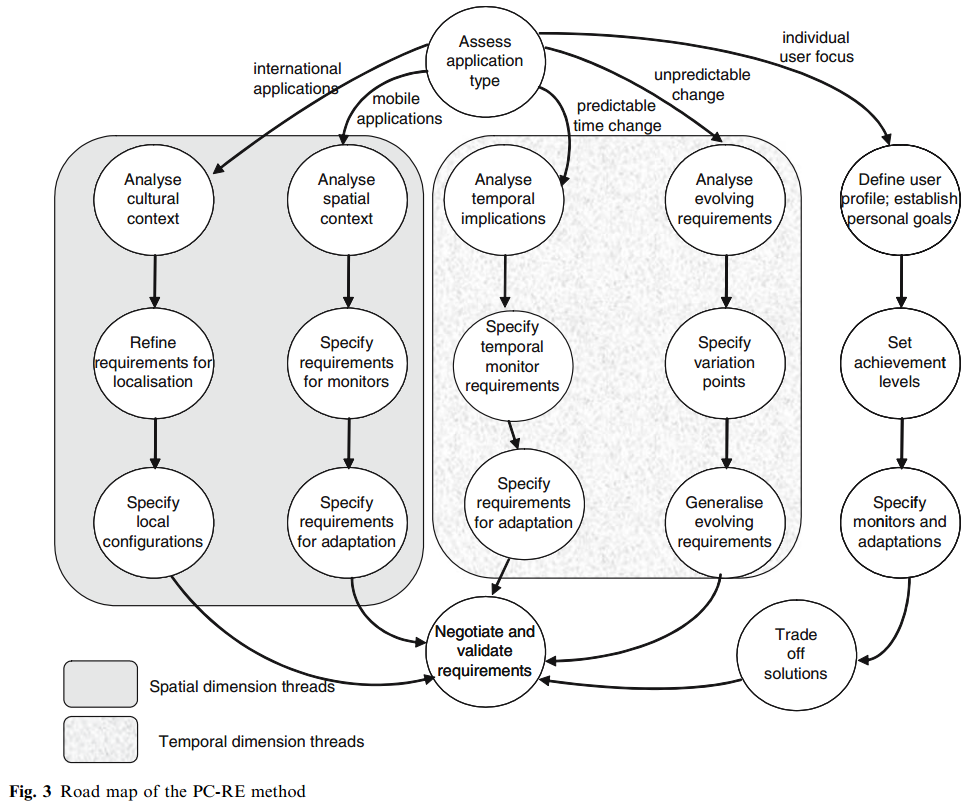 Assess
application
type
international
applications
mobile
applications
predictable
time change
unpredictable
change
individual
user focus
Analyse
cultural
context
Analyse
spatial
context
Analyse
temporal
implications
Analyse
evolving
requirements
Define user
profile; establish
personal goals
Refine
requirements for
localisation
Specify
requirements
for monitors
Specify
temporal
monitor
requirements
Specify
variation
points
Set
achievement
levels
Specify
local
configurations
Specify
requirements
for adaptation
Specify
requirements
for adaptation
Generalise
evolving
requirements
Specify
monitors and
adaptations
Negotiate and
validate
requirements
Trade
off
solutions
Spatial dimension threads
Temporal dimension threads
Fig. 3 Road map of the PC-RE method